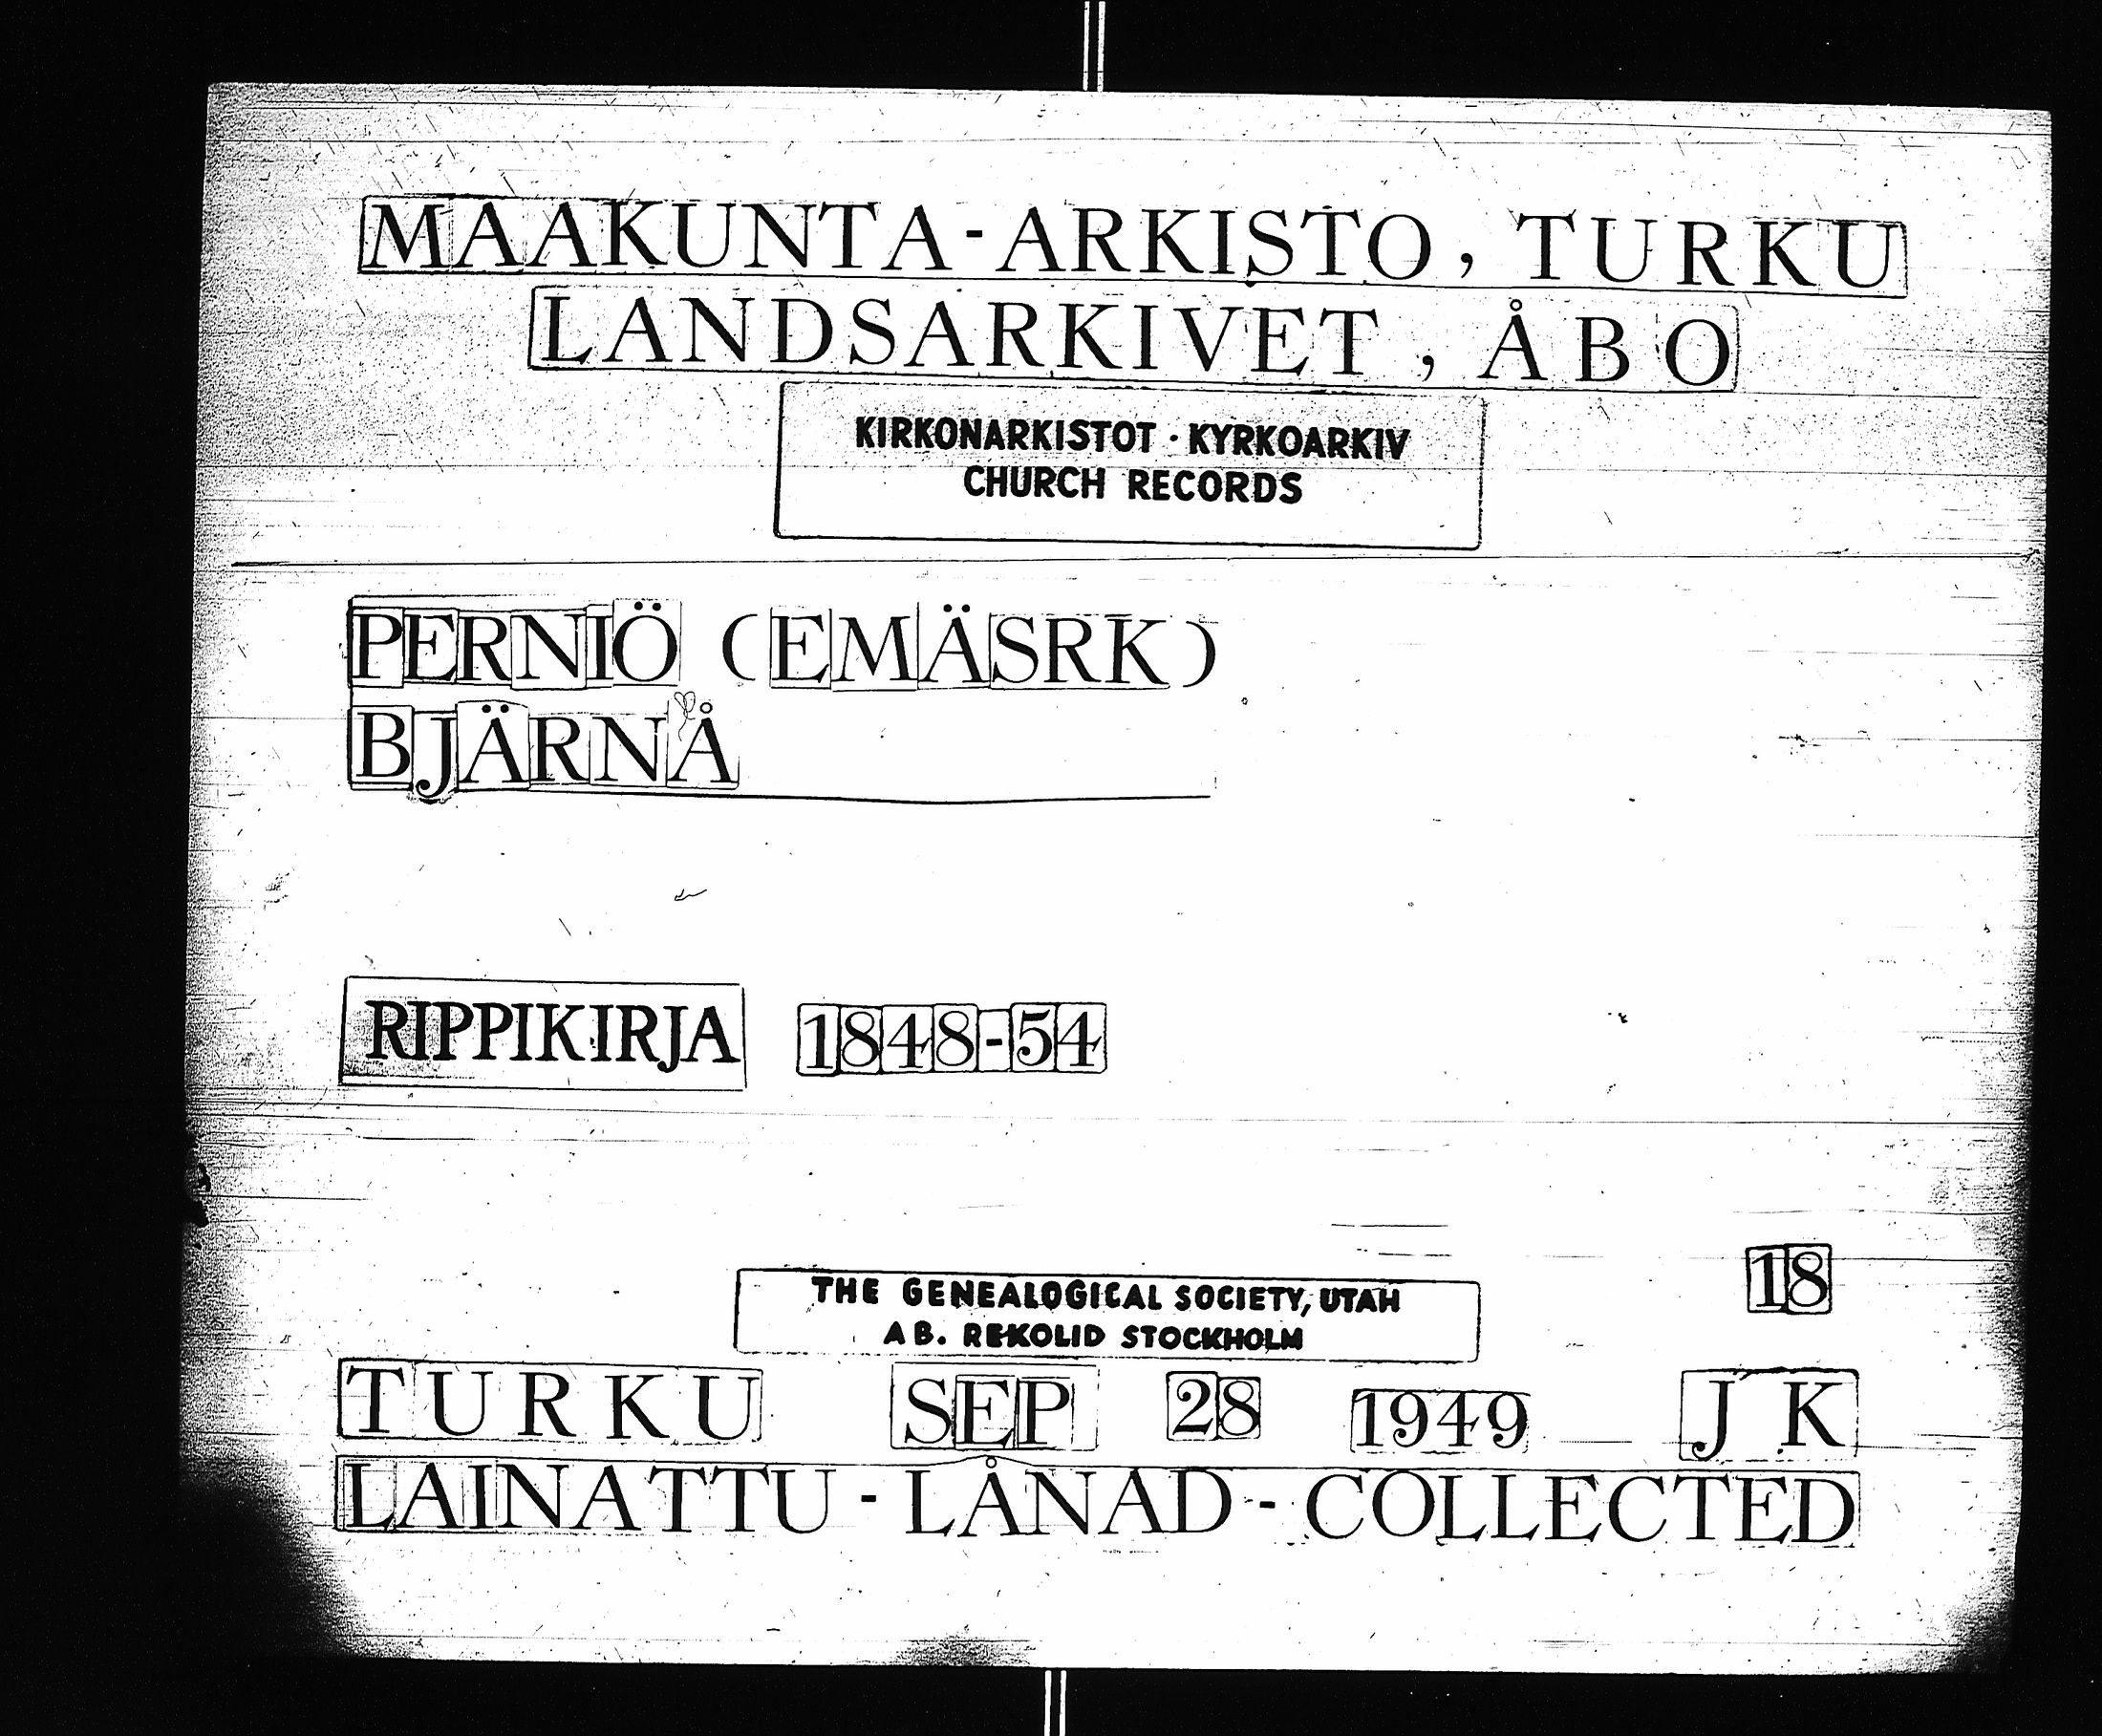 MAAKUNTA-ARKISTO, TURKU
LANDSARKIVET, ÅBO
KIRKONARKISTOT · KYRKOARKIV
CHURCH RECORDS
PERNIÖ (EMÄSRK)
BJÄRNÅ
RIPPIKIRJA 1848-54
18
THE GENEALOGICAL SOCIETY, UTAH
AB. REKOLID STOCKHOLM
TURKU SEP 28 1949 J K
LAINATTU - LÅNAD - COLLECTED